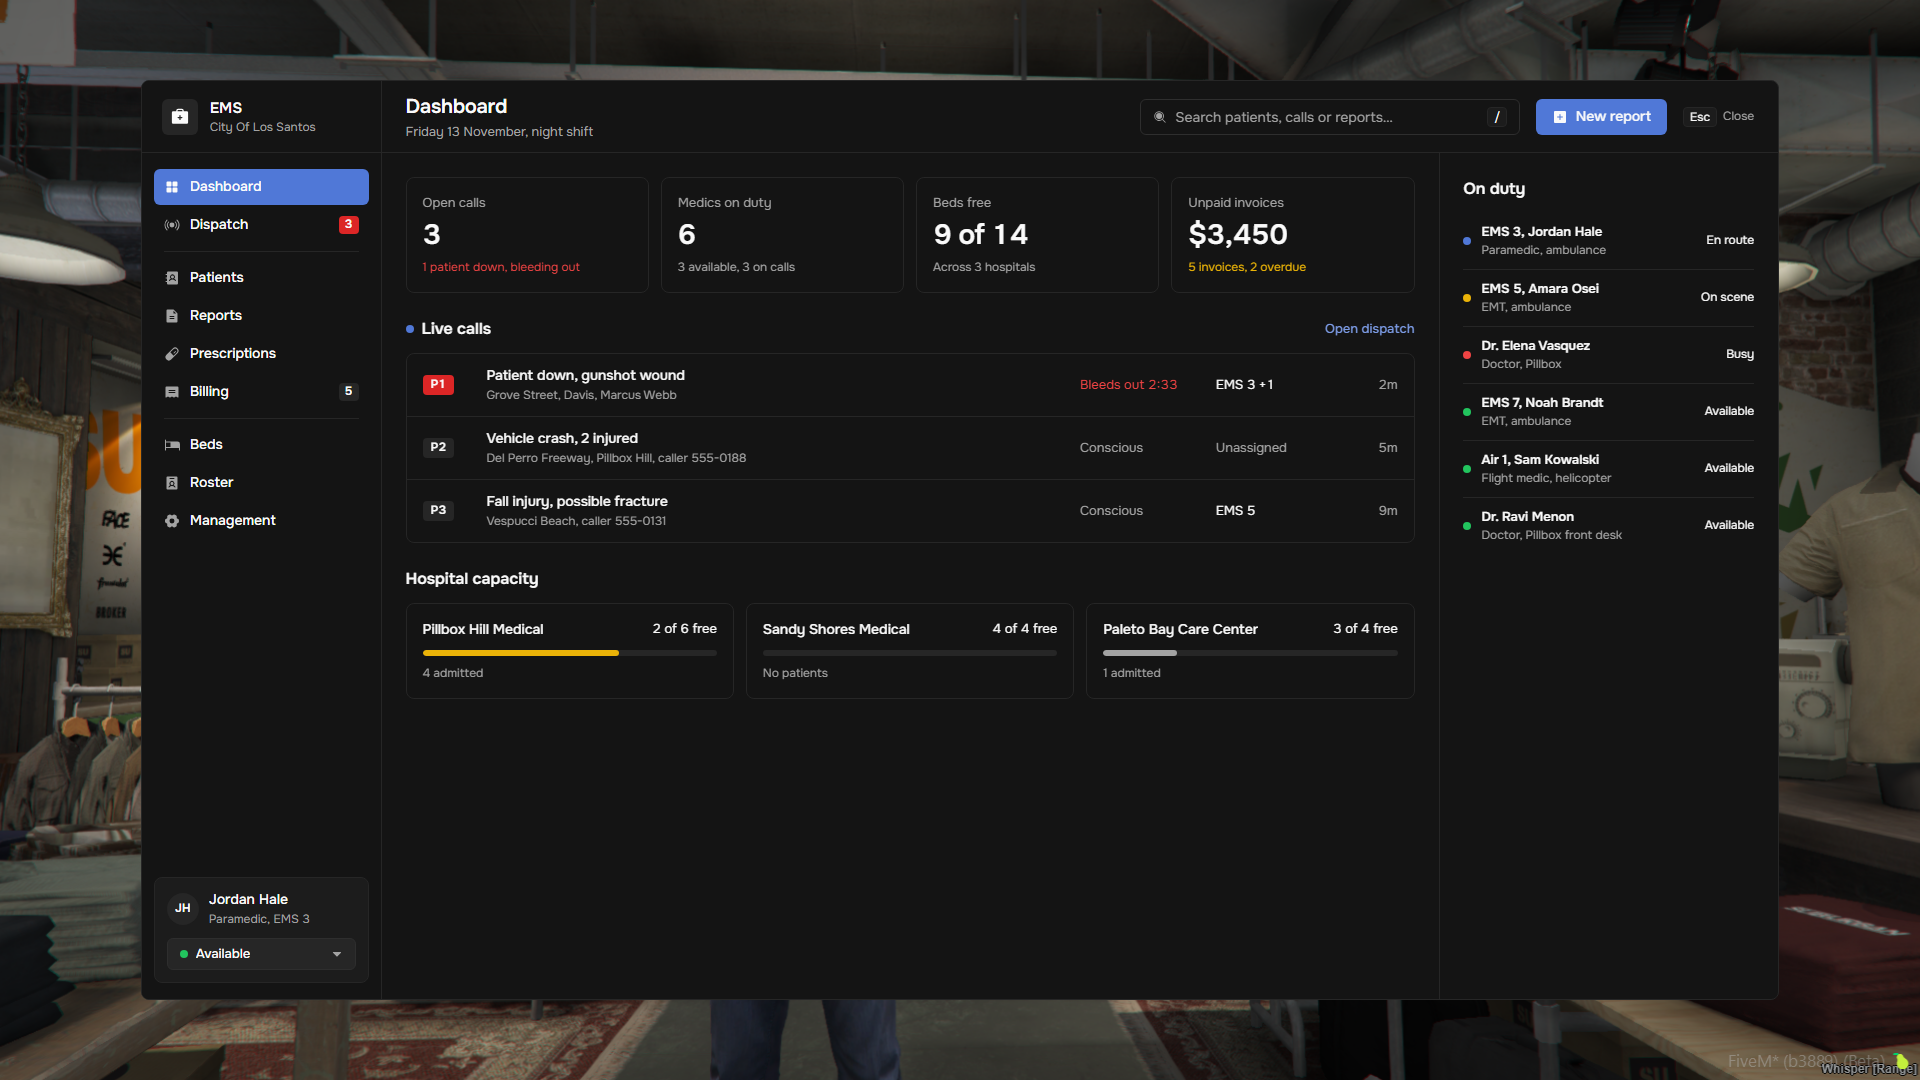 EMS
City Of Los Santos
Dashboard
Friday 13 November, night shift
Search patients, calls or reports...
/
New report
Esc
Close
Dashboard
Dispatch
3
Patients
Reports
Prescriptions
Billing
5
Beds
Roster
Management
Jordan Hale
JH
Paramedic, EMS 3
Available
Open calls
3
1 patient down, bleeding out
Medics on duty
6
3 available, 3 on calls
Beds free
9 of 14
Across 3 hospitals
Unpaid invoices
$3,450
5 invoices, 2 overdue
Live calls
Open dispatch
P1
Patient down, gunshot wound
Grove Street, Davis, Marcus Webb
Bleeds out 2:33
EMS 3 +1
2m
P2
Vehicle crash, 2 injured
Del Perro Freeway, Pillbox Hill, caller 555-0188
Conscious
Unassigned
5m
P3
Fall injury, possible fracture
Vespucci Beach, caller 555-0131
Conscious
EMS 5
9m
Hospital capacity
Pillbox Hill Medical
2 of 6 free
4 admitted
Sandy Shores Medical
4 of 4 free
No patients
Paleto Bay Care Center
3 of 4 free
1 admitted
On duty
EMS 3, Jordan Hale
Paramedic, ambulance
En route
EMS 5, Amara Osei
EMT, ambulance
On scene
Dr. Elena Vasquez
Doctor, Pillbox
Busy
EMS 7, Noah Brandt
EMT, ambulance
Available
Air 1, Sam Kowalski
Flight medic, helicopter
Available
Dr. Ravi Menon
Doctor, Pillbox front desk
Available
SU
FACE
BROKER
FiveM* (b3889) (Beta)
Whisper [Range]